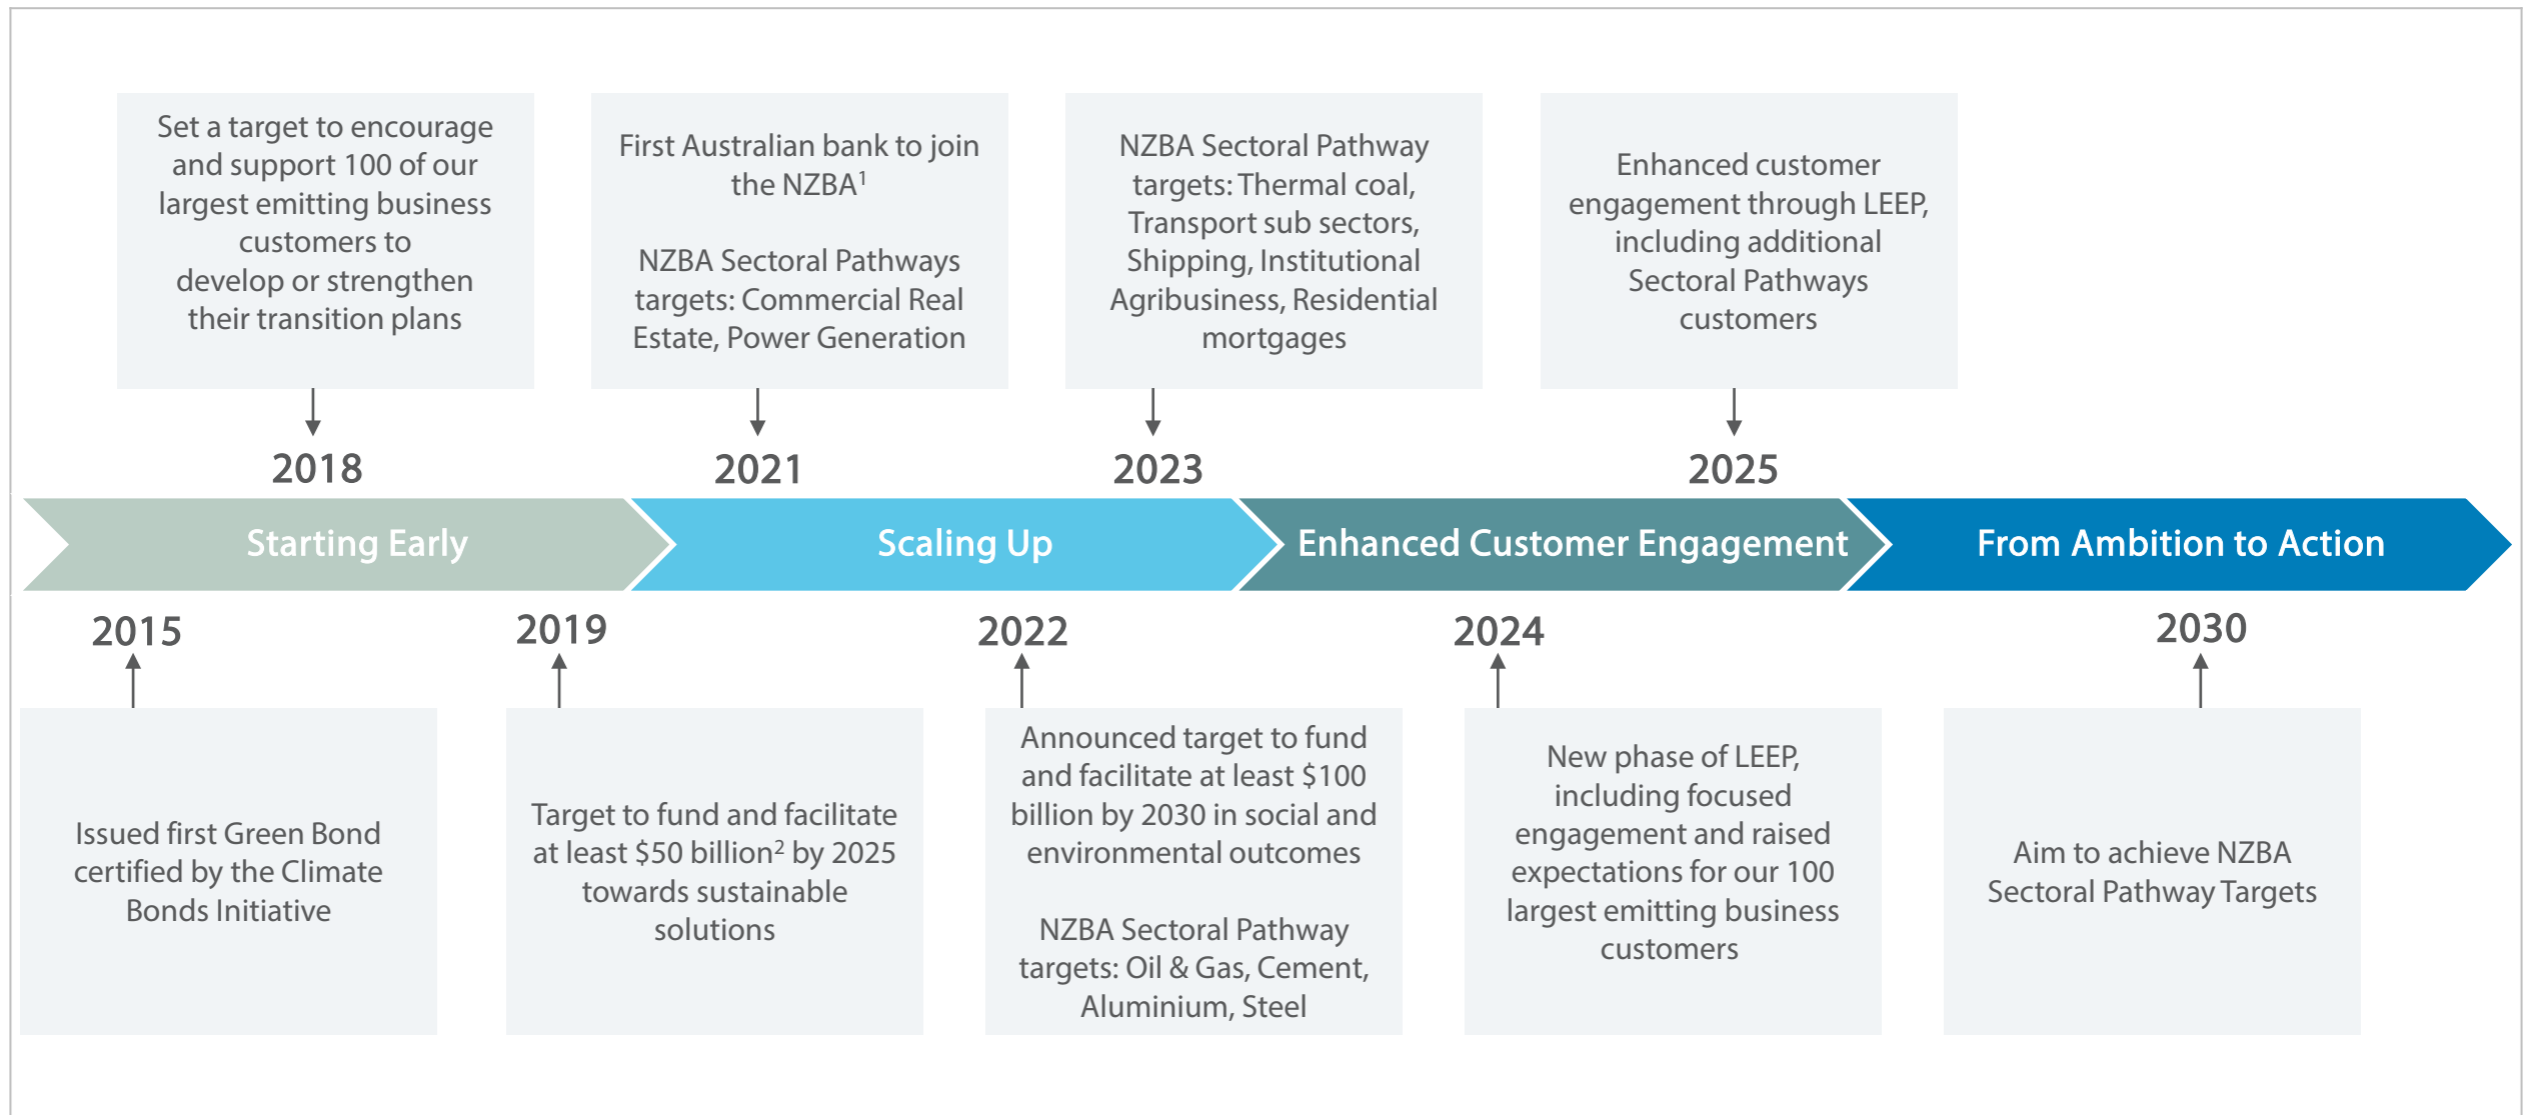 Set a target to encourage
and support 100 of our
largest emitting business
customers to
develop or strengthen
their transition plans
First Australian bank to join
the NZBA¹
NZBA Sectoral Pathways
targets: Commercial Real
Estate, Power Generation
NZBA Sectoral Pathway
targets: Thermal coal,
Transport sub sectors,
Shipping, Institutional
Agribusiness, Residential
mortgages
Enhanced customer
engagement through LEEP,
including additional
Sectoral Pathways
customers
2018
2021
2023
2025
Starting Early
Scaling Up
Enhanced Customer Engagement
From Ambition to Action
2015
2019
2022
2024
2030
Issued first Green Bond
certified by the Climate
Bonds Initiative
Target to fund and facilitate
at least $50 billion² by 2025
towards sustainable
solutions
Announced target to fund
and facilitate at least $100
billion by 2030 in social and
environmental outcomes
NZBA Sectoral Pathway
targets: Oil & Gas, Cement,
Aluminium, Steel
New phase of LEEP,
including focused
engagement and raised
expectations for our 100
largest emitting business
customers
Aim to achieve NZBA
Sectoral Pathway Targets